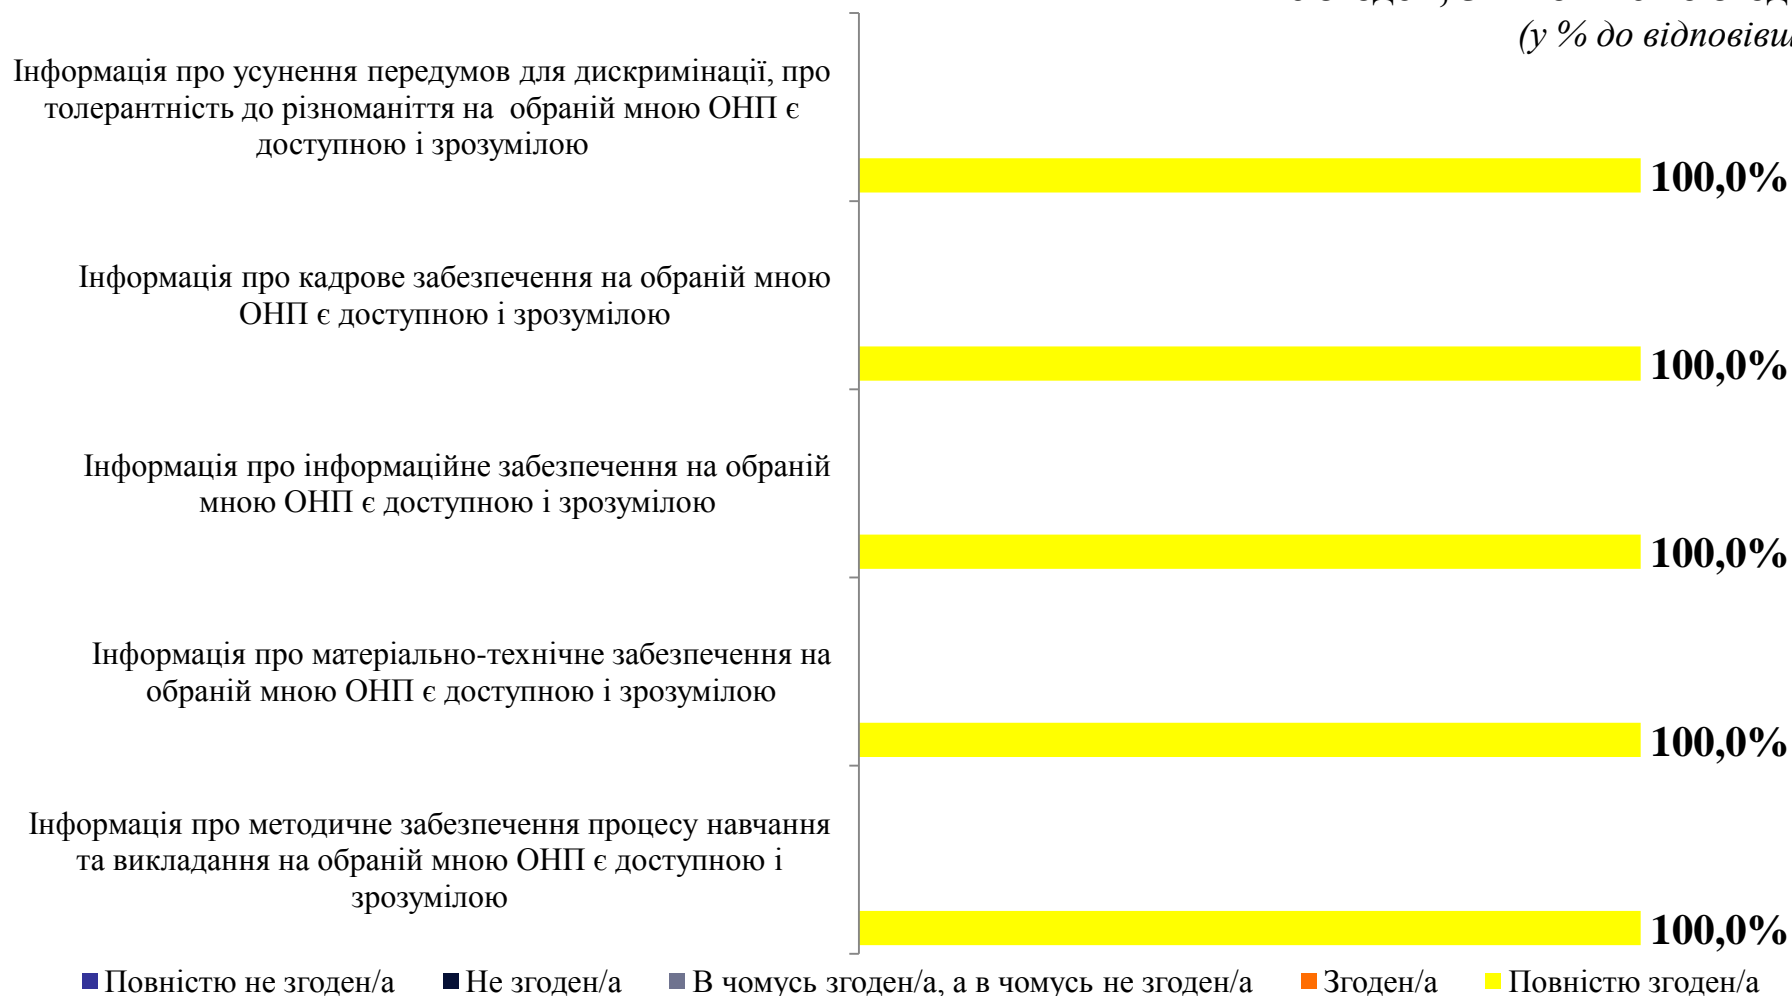 (у % до
Інформація про усунення передумов для дискримінації, про
толерантність до різноманіття на обраній мною ОНП є
доступною і зрозумілою
100,0%
Інформація про кадрове забезпечення на обраній мною
ОНП є доступною і зрозумілою
100,0%
Інформація про інформаційне забезпечення на обраній
мною ОНП є доступною і зрозумілою
100,0%
Інформація про матеріально-технічне забезпечення на
обраній мною ОНП є доступною і зрозумілою
100,0%
Інформація про методичне забезпечення процесу навчання
та викладання на обраній мною ОНП є доступною і
зрозумілою
100,0%
Повністю не згоден/а Не згоден/а В чомусь згоден/а, а в чомусь не згоден/а Згоден/а Повністю згоден/а